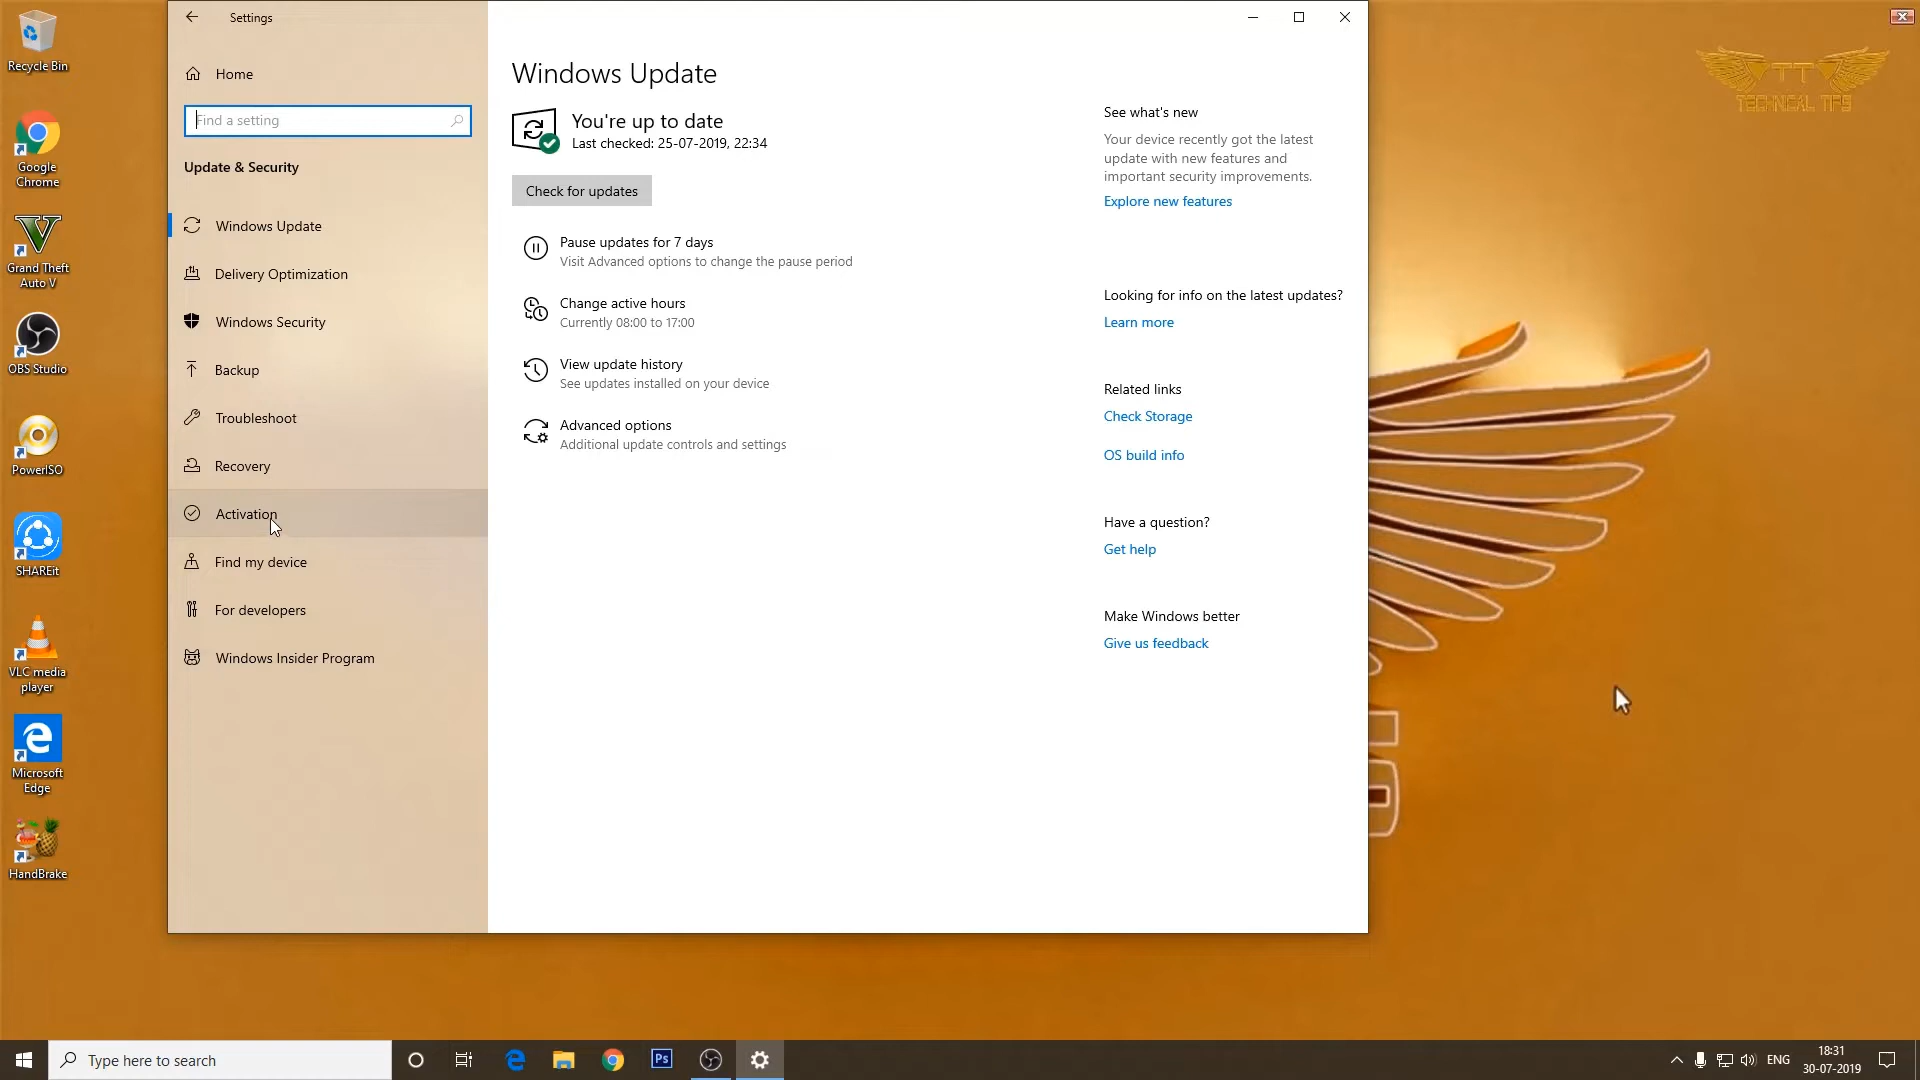 Settings
Home
Find a setting
Update & Security
Windows Update
Delivery Optimization
Windows Security
Backup
Troubleshoot
Recovery
Activation
Find my device
For developers
Windows Insider Program
Windows Update
You're up to date
Last checked: 25-07-2019, 22:34
Check for updates
Pause updates for 7 days
Visit Advanced options to change the pause period
Change active hours
Currently 08:00 to 17:00
View update history
See updates installed on your device
Advanced options
Additional update controls and settings
See what's new
Your device recently got the latest
update with new features and
important security improvements.
Explore new features
Looking for info on the latest updates?
Learn more
Related links
Check Storage
OS build info
Have a question?
Get help
Make Windows better
Give us feedback
Recycle Bin
Google
Chrome
Grand Theft
Auto V
OBS Studio
PowerISO
SHAREit
VLC media
player
Microsoft
Edge
HandBrake
TT
Type here to search
Ps
ENG
18:31
30-07-2019